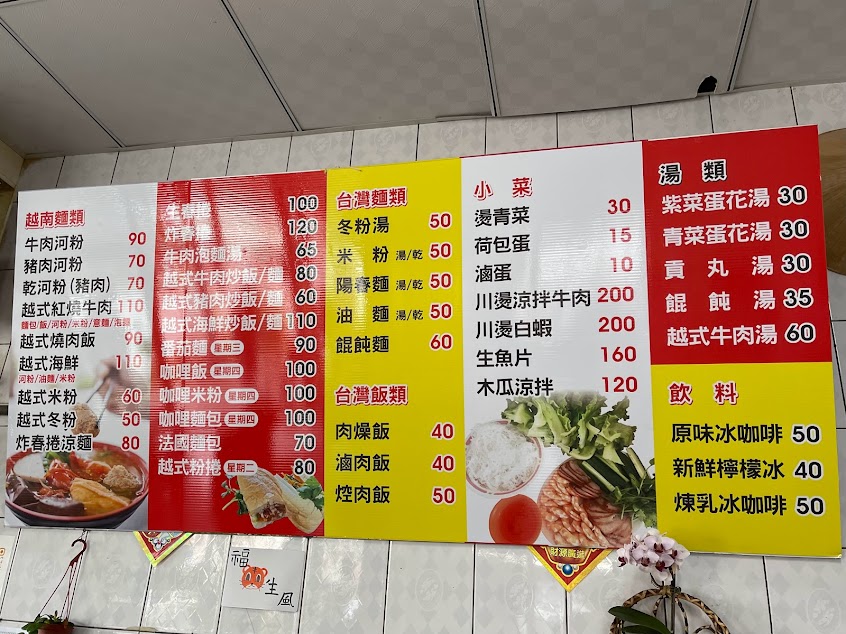 越南麵類
牛肉河粉 90
豬肉河粉 70
乾河粉(豬肉) 70
越式紅燒牛肉 110
麵包/飯/河粉/米粉/意麵/泡麵
越式燒肉飯 90
越式海鮮 110
河粉/油麵/米粉
越式米粉 60
越式冬粉 50
炸春捲涼麵 80
生春捲 100
炸春捲 120
牛肉泡麵湯 65
越式牛肉炒飯/麵 80
越式豬肉炒飯/麵 60
越式海鮮炒飯/麵 110
番茄麵 星期三 90
咖哩飯 星期四 100
咖哩米粉 星期四 100
咖哩麵包 星期四 100
法國麵包 70
越式粉捲 星期二 80
台灣麵類
冬粉湯 50
米粉 湯/乾 50
陽春麵 湯/乾 50
油麵 湯/乾 50
餛飩麵 60
台灣飯類
肉燥飯 40
滷肉飯 40
焢肉飯 50
小菜
燙青菜 30
荷包蛋 15
滷蛋 10
川燙涼拌牛肉 200
川燙白蝦 200
生魚片 160
木瓜涼拌 120
湯類
紫菜蛋花湯 30
青菜蛋花湯 30
貢丸湯 30
餛飩湯 35
越式牛肉湯 60
飲料
原味冰咖啡 50
新鮮檸檬冰 40
煉乳冰咖啡 50
福
生風
財源廣進